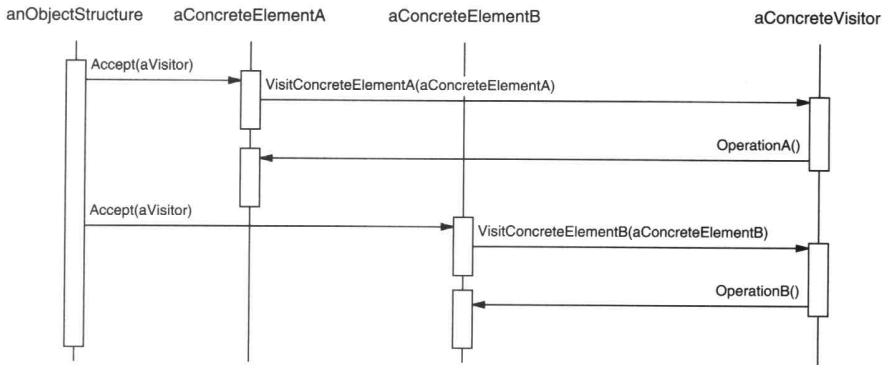 anObjectStructure aConcreteElementA aConcreteElementB aConcreteVisitor
Accept(aVisitor)
VisitConcreteElementA(aConcreteElementA)
OperationA()
Accept(aVisitor)
VisitConcreteElementB(aConcreteElementB)
OperationB()